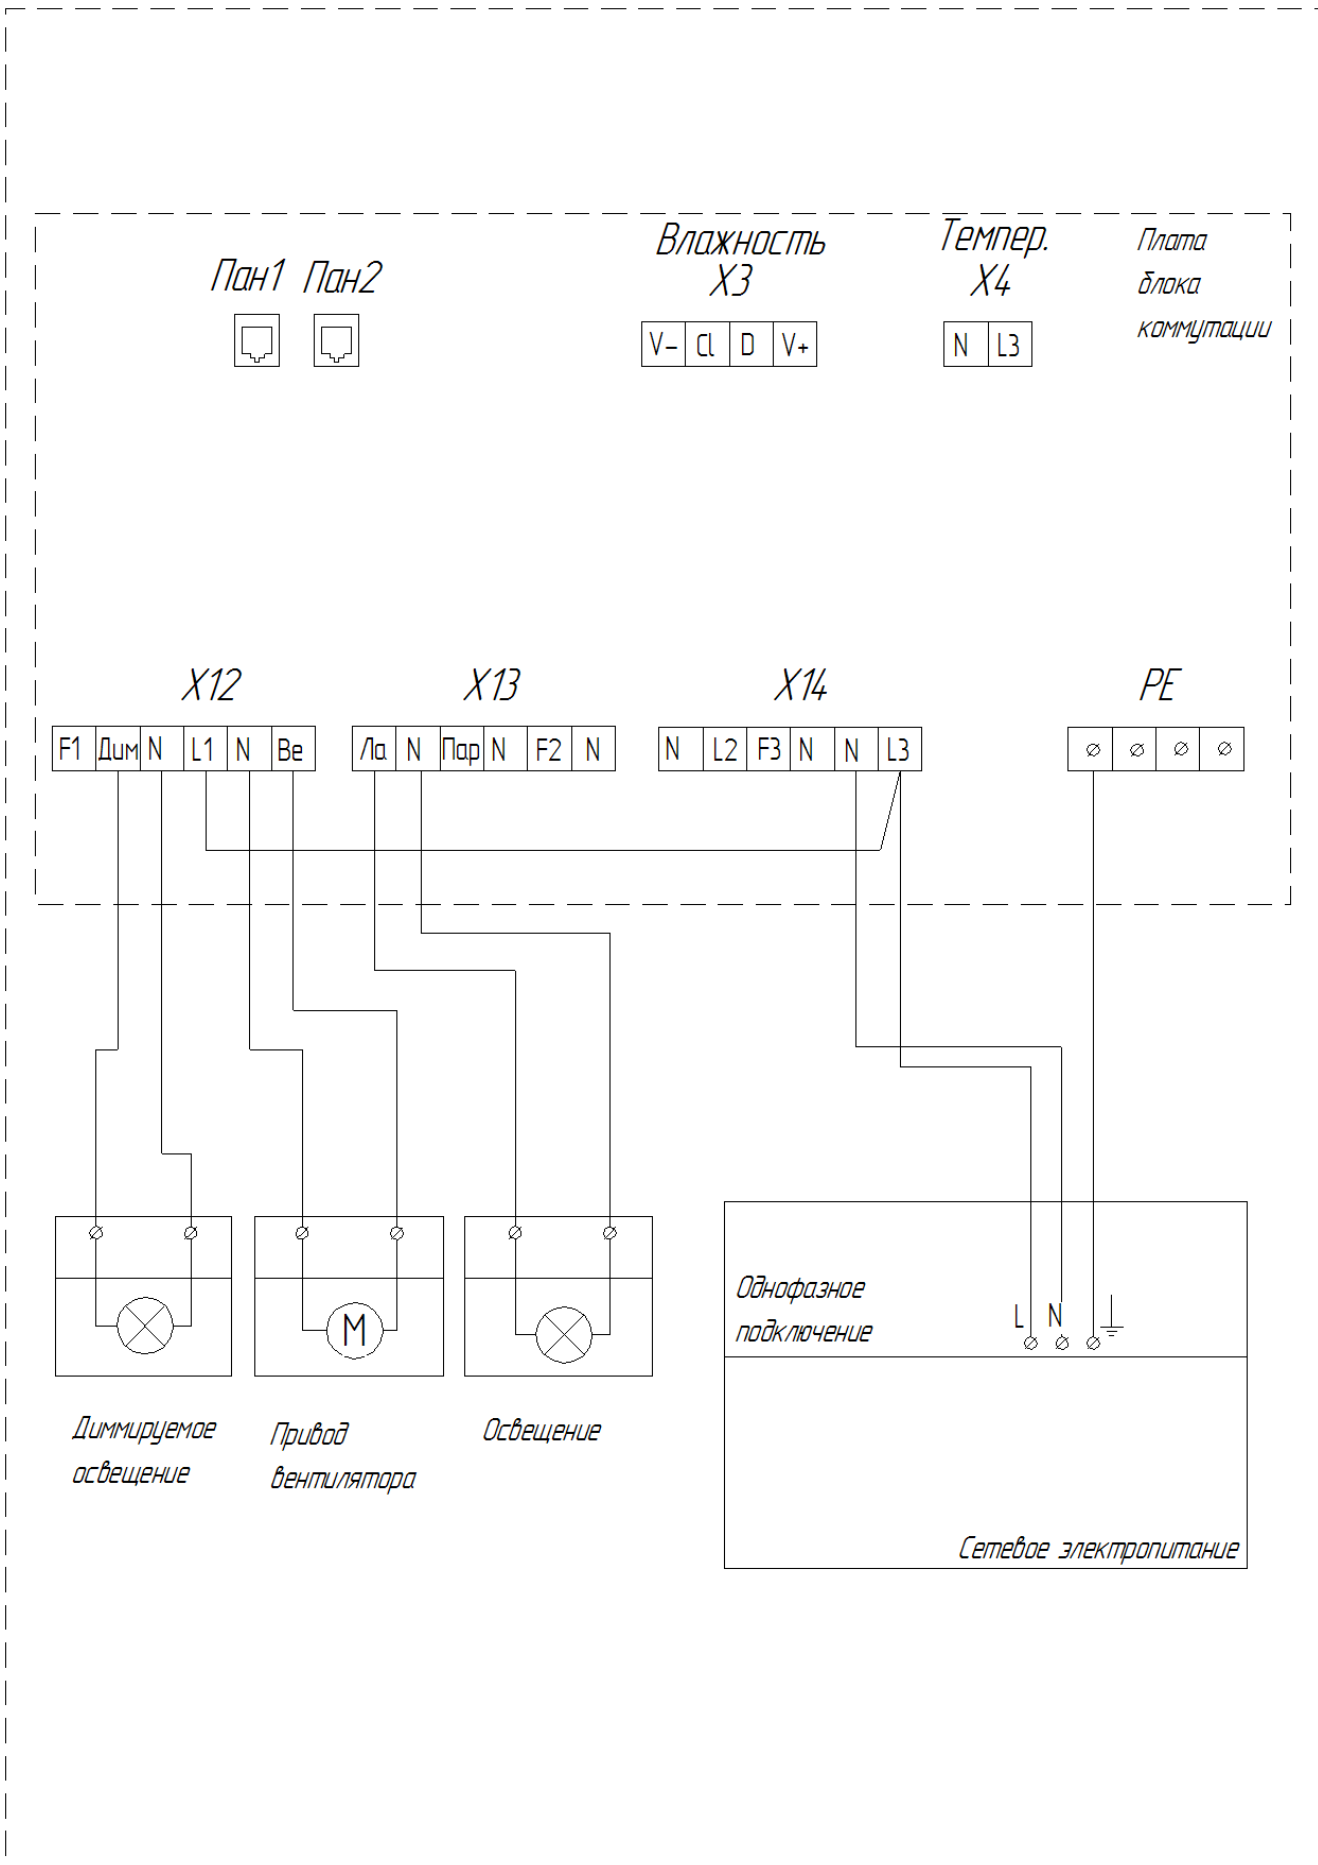 Влажность
Темпер.
Плата
Пан1 Пан2
X3
X4
блока
коммутации
V- Cl D V+
N L3
X12
X13
X14
PE
F1 Дим N L1 N Ве
Ла N Пар N F2 N
N L2 F3 N N L3
M
Однофазное
подключение
L N
Диммируемое
освещение
Привод
вентилятора
Освещение
Сетевое электропитание